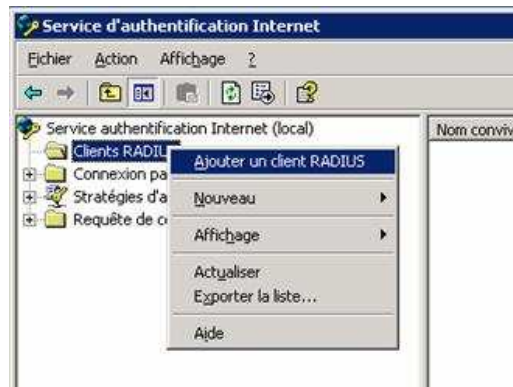 Service d'authentification Internet
Fichier Action Affichage ?
Service authentification Internet (local)
Nom conviv
Clients RADIU
Ajouter un client RADIUS
Connexion pa
Stratégies d'a
Nouveau
Requête de co
Affichage
Actualiser
Exporter la liste...
Aide